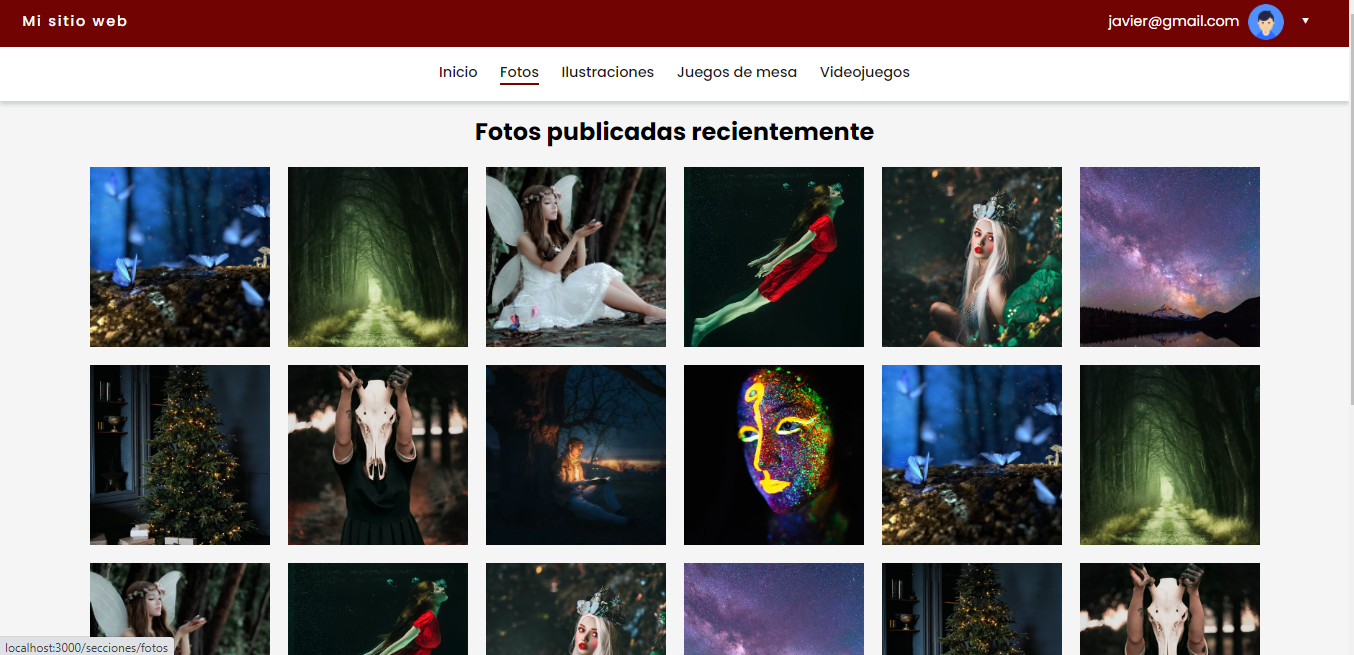 Mi sitio web
javier@gmail.com ▼
Inicio Fotos Ilustraciones Juegos de mesa Videojuegos
Fotos publicadas recientemente
localhost:3000/secciones/fotos